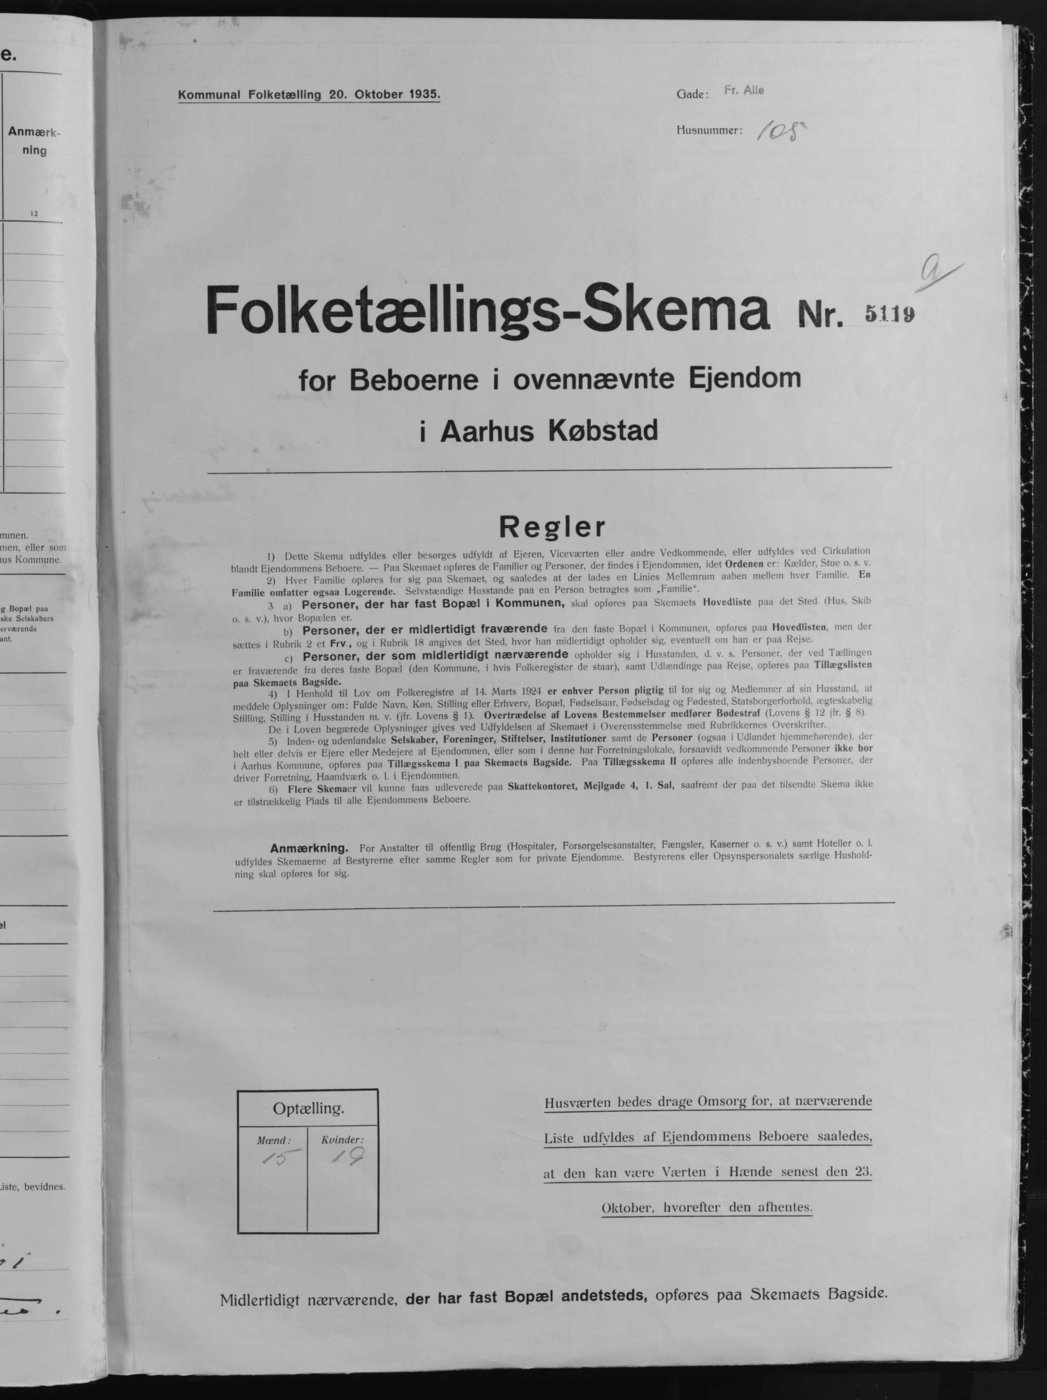 e.
Anmærk-
ning
12
mmen.
men, eller som
us Kommune.
g Bopæl paa
ske Selskabers
erværende
ant.
el
iste, bevidnes.
Kommunal Folketælling 20. Oktober 1935.
Gade: Fr. Alle
Husnummer: 105
a
Folketællings-Skema Nr. 5119
for Beboerne i ovennævnte Ejendom
i Aarhus Købstad
Regler
1) Dette Skema udfyldes eller besørges udfyldt af Ejeren, Viceværten eller andre Vedkommende, eller udfyldes ved Cirkulation
blandt Ejendommens Beboere. — Paa Skemaet opføres de Familier og Personer, der findes i Ejendommen, idet Ordenen er: Kælder, Stue o. s. v.
2) Hver Familie opføres for sig paa Skemaet, og saaledes at der lades en Linies Mellemrum aaben mellem hver Familie. En
Familie omfatter ogsaa Logerende. Selvstændige Husstande paa en Person betragtes som „Familie“.
3 a) Personer, der har fast Bopæl i Kommunen, skal opføres paa Skemaets Hovedliste paa det Sted (Hus, Skib
o. s. v.), hvor Bopælen er.
b) Personer, der er midlertidigt fraværende fra den faste Bopæl i Kommunen, opføres paa Hovedlisten, men der
sættes i Rubrik 2 et Frv., og i Rubrik 18 angives det Sted, hvor han midlertidigt opholder sig, eventuelt om han er paa Rejse.
c) Personer, der som midlertidigt nærværende opholder sig i Husstanden, d. v. s. Personer, der ved Tællingen
er fraværende fra deres faste Bopæl (den Kommune, i hvis Folkeregister de staar), samt Udlændinge paa Rejse, opføres paa Tillægslisten
paa Skemaets Bagside.
4) I Henhold til Lov om Folkeregistre af 14. Marts 1924 er enhver Person pligtig til for sig og Medlemmer af sin Husstand, at
meddele Oplysninger om: Fulde Navn, Køn, Stilling eller Erhverv, Bopæl, Fødselsaar, Fødselsdag og Fødested, Statsborgerforhold, ægteskabelig
Stilling, Stilling i Husstanden m. v. (jfr. Lovens § 1). Overtrædelse af Lovens Bestemmelser medfører Bødestraf (Lovens § 12 jfr. § 8).
De i Loven begærede Oplysninger gives ved Udfyldelsen af Skemaet i Overensstemmelse med Rubrikkernes Overskrifter.
5) Inden- og udenlandske Selskaber, Foreninger, Stiftelser, Institutioner samt de Personer (ogsaa i Udlandet hjemmehørende), der
helt eller delvis er Ejere eller Medejere af Ejendommen, eller som i denne har Forretningslokale, forsaavidt vedkommende Personer ikke bor
i Aarhus Kommune, opføres paa Tillægsskema I paa Skemaets Bagside. Paa Tillægsskema II opføres alle indenbysboende Personer, der
driver Forretning, Haandværk o. l. i Ejendommen.
6) Flere Skemaer vil kunne faas udleverede paa Skattekontoret, Mejlgade 4, 1. Sal, saafremt der paa det tilsendte Skema ikke
er tilstrækkelig Plads til alle Ejendommens Beboere.
Anmærkning. For Anstalter til offentlig Brug (Hospitaler, Forsørgelsesanstalter, Fængsler, Kaserner o. s. v.) samt Hoteller o. l.
udfyldes Skemaerne af Bestyrerne efter samme Regler som for private Ejendomme. Bestyrerens eller Opsynspersonalets særlige Hushold-
ning skal opføres for sig.
Optælling.
Mænd: Kvinder:
15 19
Husværten bedes drage Omsorg for, at nærværende
Liste udfyldes af Ejendommens Beboere saaledes,
at den kan være Værten i Hænde senest den 23.
Oktober, hvorefter den afhentes.
Midlertidigt nærværende, der har fast Bopæl andetsteds, opføres paa Skemaets Bagside.